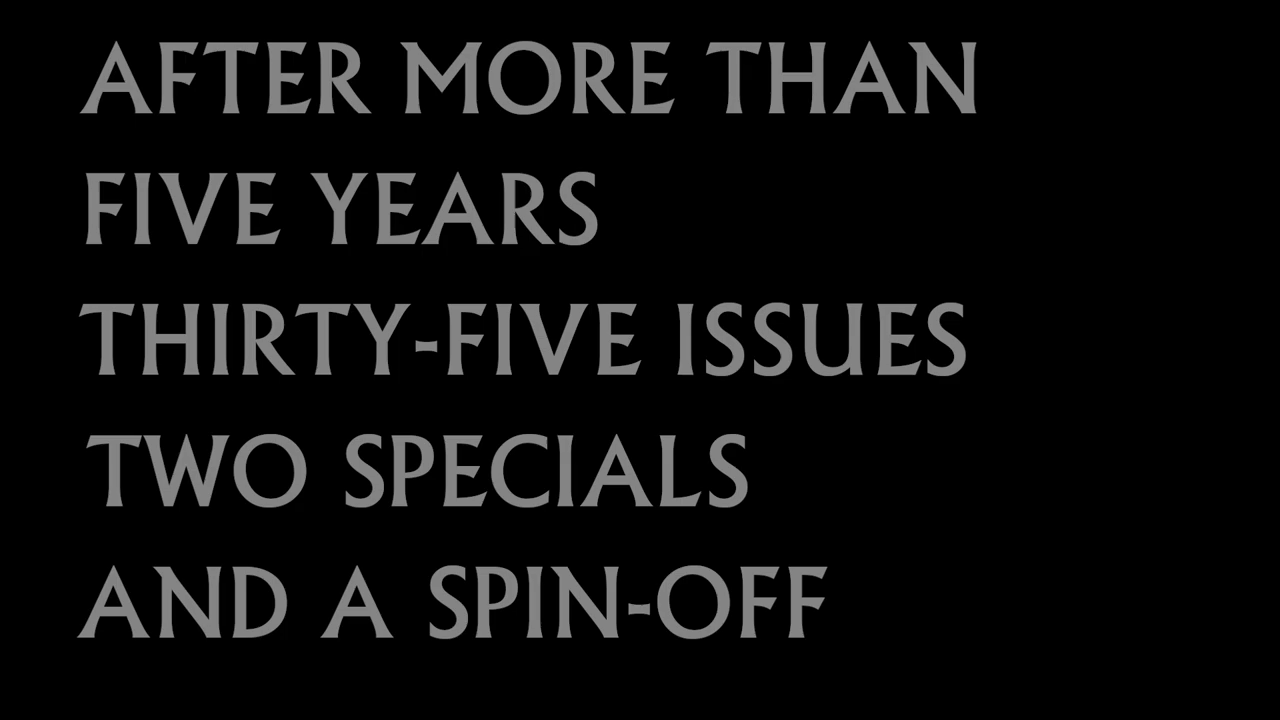 AFTER MORE THAN
FIVE YEARS
THIRTY-FIVE ISSUES
TWO SPECIALS
AND A SPIN-OFF